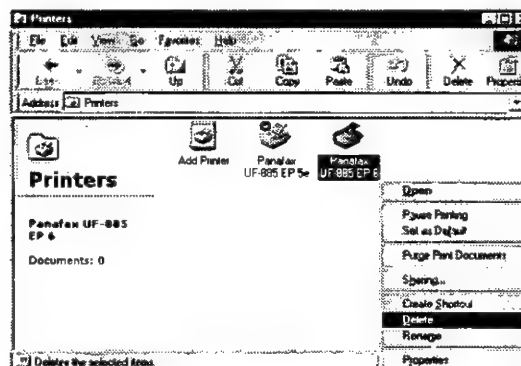 Printers
File Edit View Go Favorites Help
Up Cut Copy Paste Undo Delete Properti
Address Printers
Add Printer Panafax UF-885 EP 5e Panafax UF-885 EP 6
Printers
Panafax UF-885
EP 6
Documents: 0
Open
Pause Printing
Set as Default
Purge Print Documents
Sharing...
Create Shortcut
Delete
Rename
Properties
Deletes the selected items.